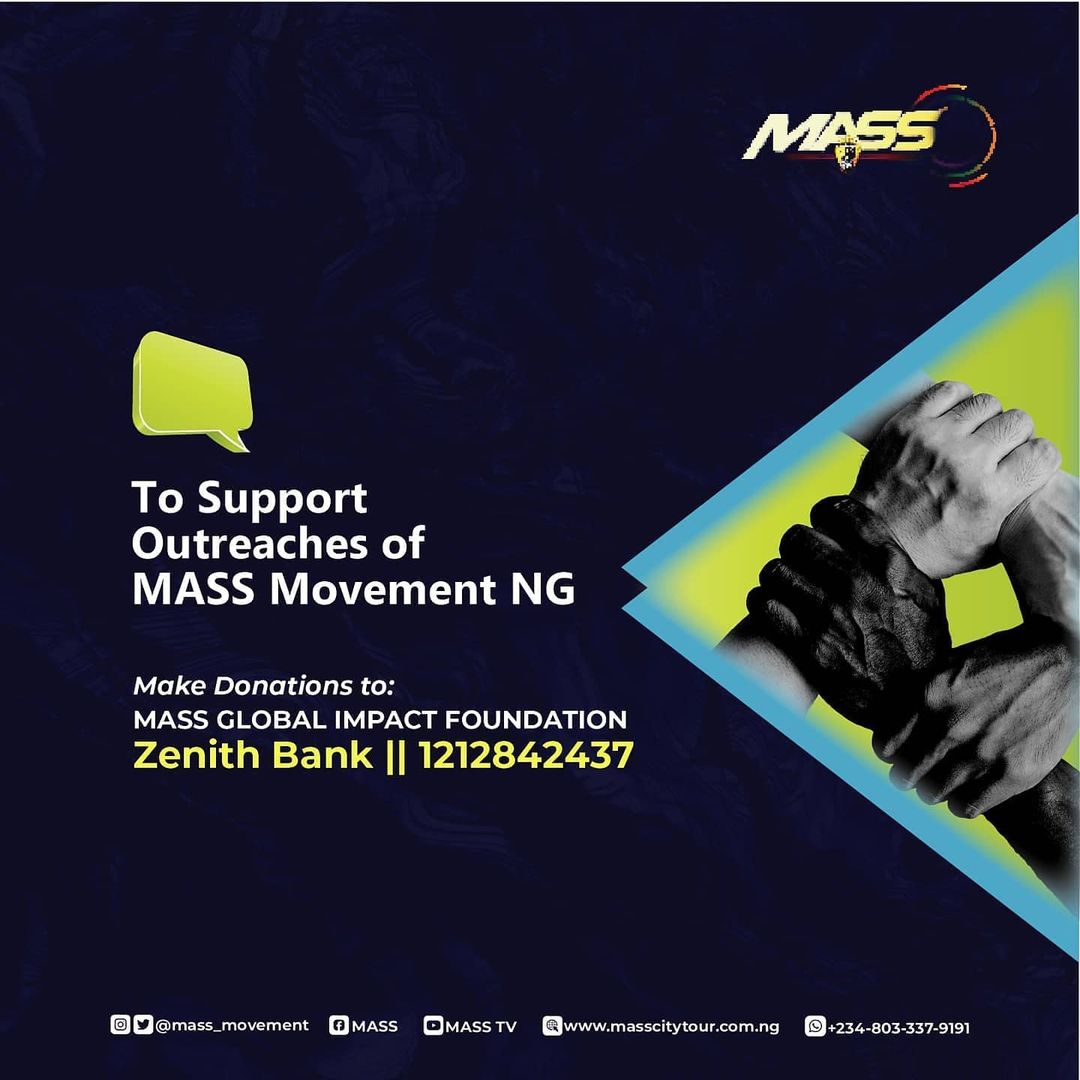 MASS
To Support
Outreaches of
MASS Movement NG
Make Donations to:
MASS GLOBAL IMPACT FOUNDATION
Zenith Bank || 1212842437
@mass_movement MASS MASS TV www.masscitytour.com.ng +234-803-337-9191